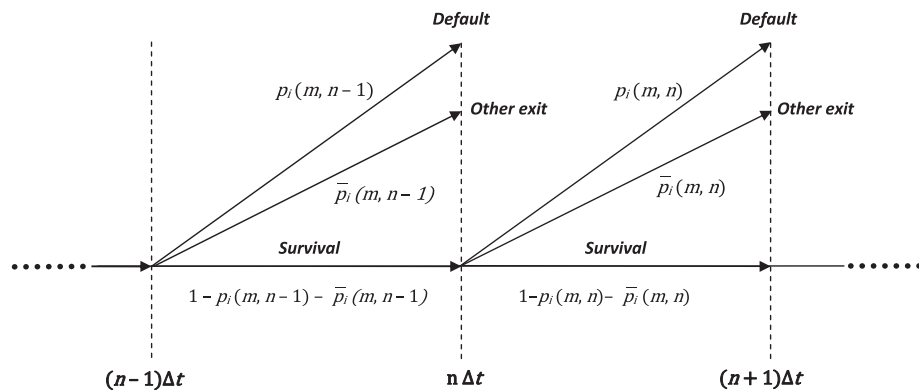 Default Default
p_i (m, n − 1) p_i (m, n)
Other exit Other exit
p̅_i (m, n − 1) p̅_i (m, n)
Survival Survival
1 − p_i (m, n − 1) − p̅_i (m, n − 1) 1 − p_i (m, n) − p̅_i (m, n)
(n − 1)Δt n Δt (n + 1)Δt